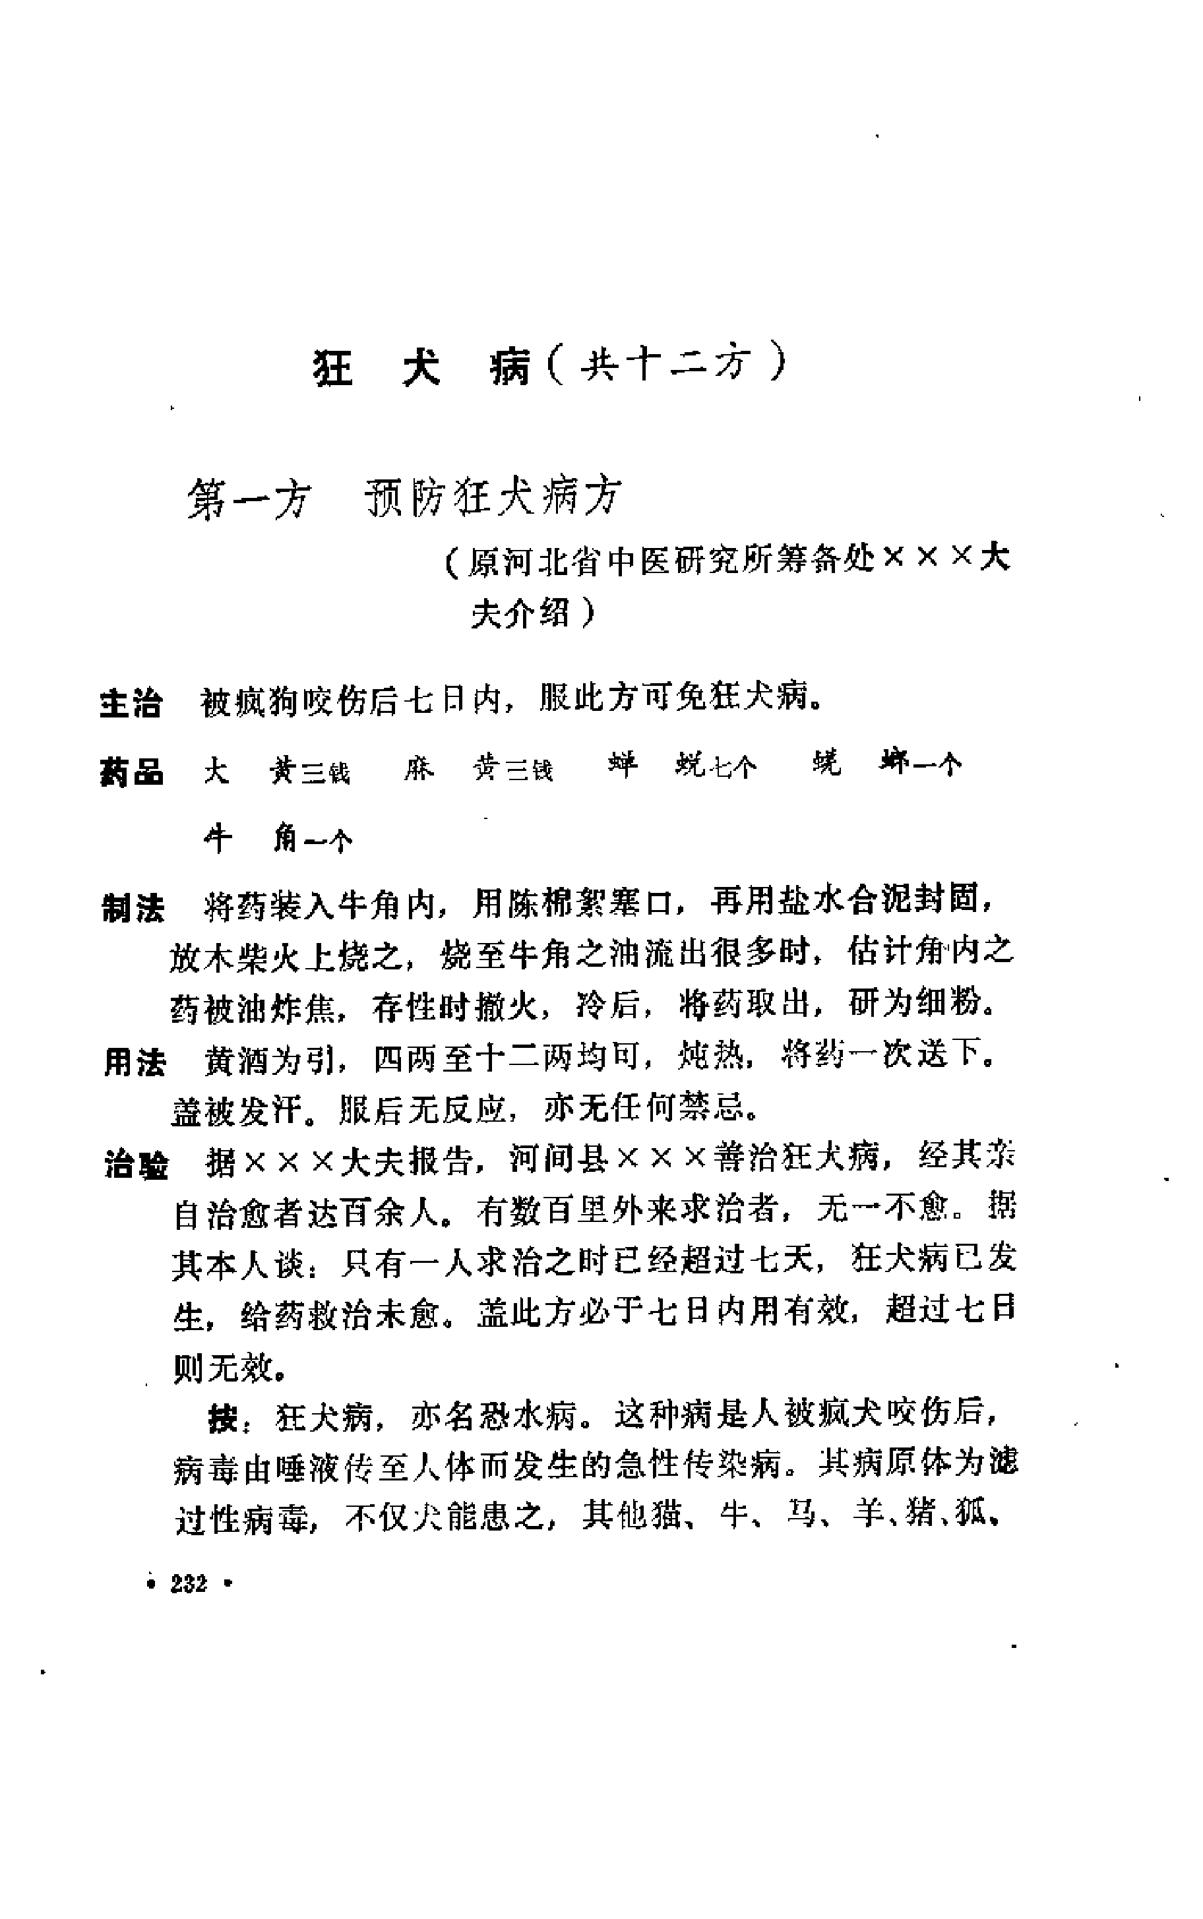 狂 犬 病（共十二方）
第一方 预防狂犬病方
（原河北省中医研究所筹备处×××大
夫介绍）
主治 被疯狗咬伤后七日内，服此方可免狂犬病。
药品 大 黄三钱 麻 黄三钱 蝉 蜕七个 蜣 螂一个
牛 角一个
制法 将药装入牛角内，用陈棉絮塞口，再用盐水合泥封固，
放木柴火上烧之，烧至牛角之油流出很多时，估计角内之
药被油炸焦，存性时撤火，冷后，将药取出，研为细粉。
用法 黄酒为引，四两至十二两均可，炖热，将药一次送下。
盖被发汗。服后无反应，亦无任何禁忌。
治验 据×××大夫报告，河间县×××善治狂犬病，经其亲
自治愈者达百余人。有数百里外来求治者，无一不愈。据
其本人谈：只有一人求治之时已经超过七天，狂犬病已发
生，给药救治未愈。盖此方必于七日内用有效，超过七日
则无效。
按：狂犬病，亦名恐水病。这种病是人被疯犬咬伤后，
病毒由唾液传至人体而发生的急性传染病。其病原体为滤
过性病毒，不仅犬能患之，其他猫、牛、马、羊、猪、狐、
• 232 •